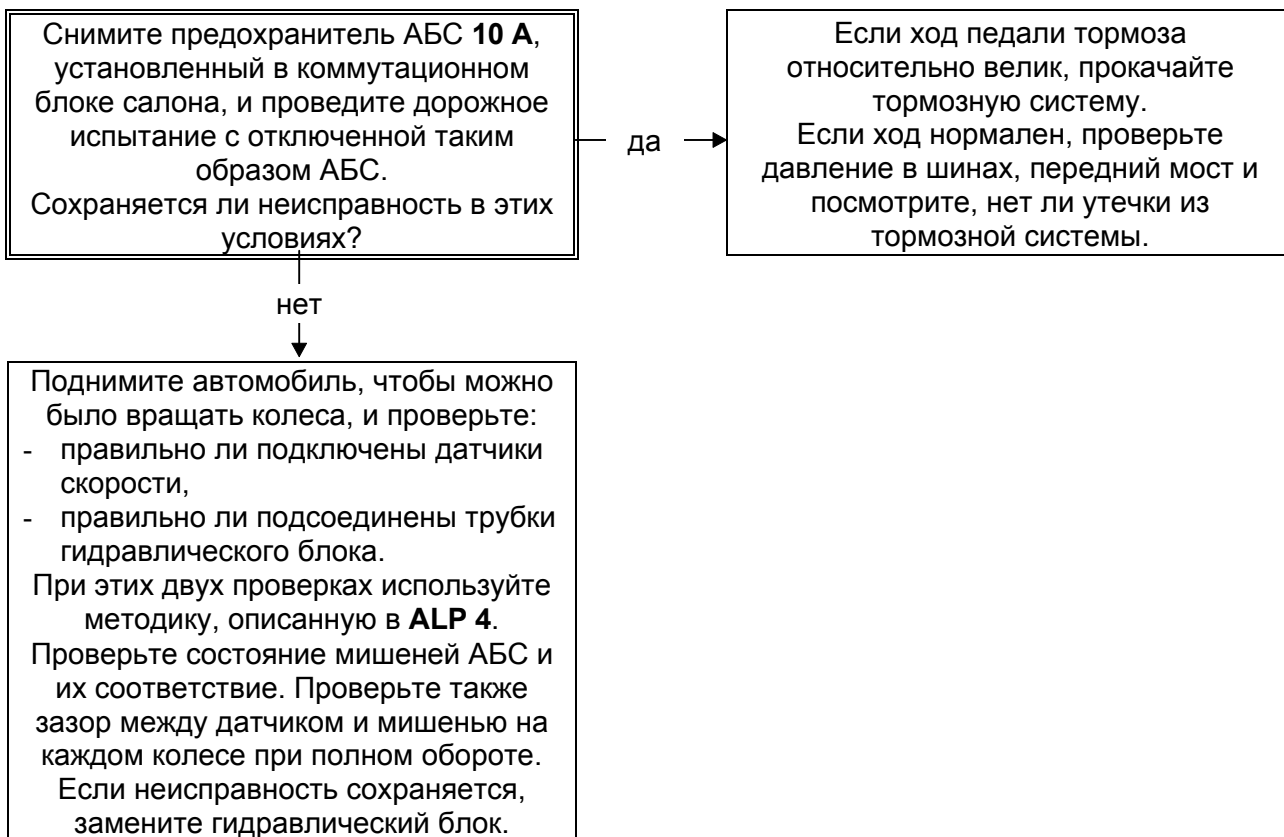 Снимите предохранитель АБС 10 А,
установленный в коммутационном
блоке салона, и проведите дорожное
испытание с отключенной таким
образом АБС.
Сохраняется ли неисправность в этих
условиях?
да
Если ход педали тормоза
относительно велик, прокачайте
тормозную систему.
Если ход нормален, проверьте
давление в шинах, передний мост и
посмотрите, нет ли утечки из
тормозной системы.
нет
Поднимите автомобиль, чтобы можно
было вращать колеса, и проверьте:
- правильно ли подключены датчики
скорости,
- правильно ли подсоединены трубки
гидравлического блока.
При этих двух проверках используйте
методику, описанную в ALP 4.
Проверьте состояние мишеней АБС и
их соответствие. Проверьте также
зазор между датчиком и мишенью на
каждом колесе при полном обороте.
Если неисправность сохраняется,
замените гидравлический блок.